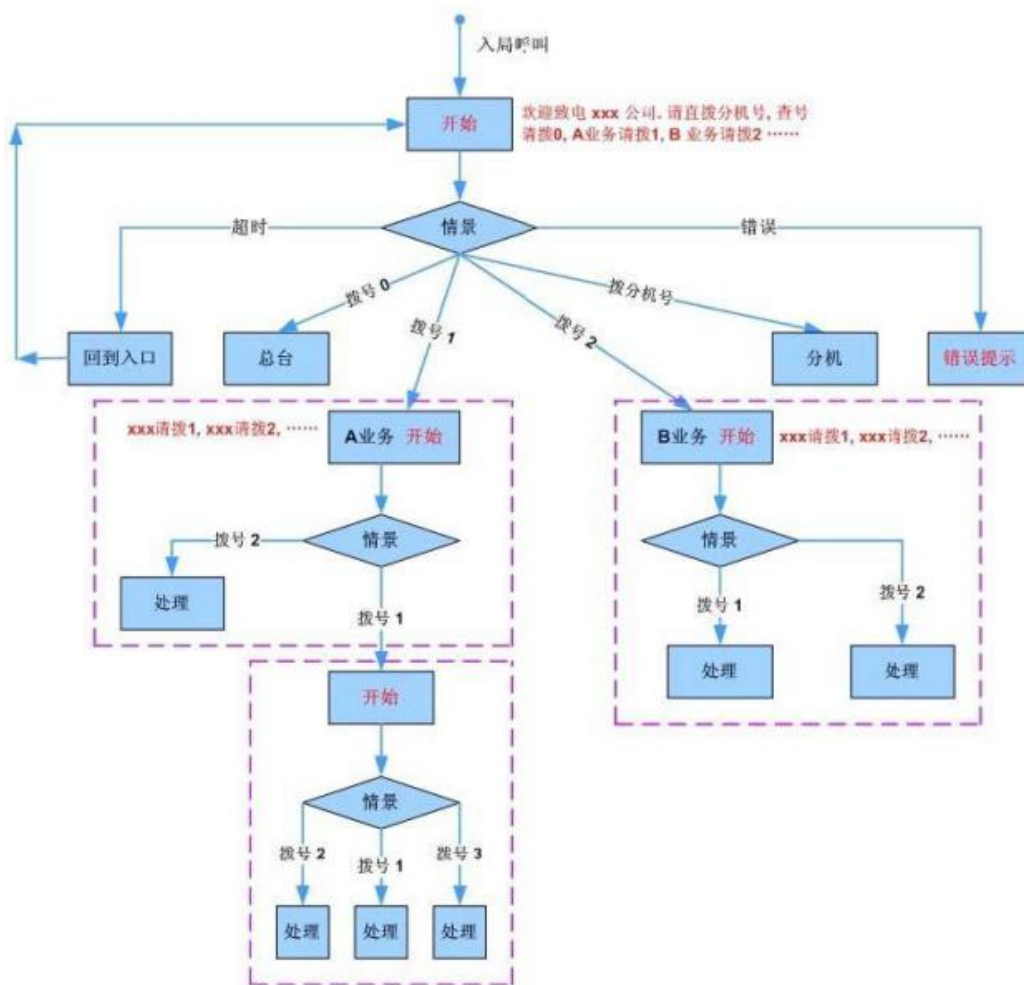 入局呼叫
开始
欢迎致电 xxx 公司. 请直拨分机号, 查号
请拨0, A业务请拨1, B 业务请拨2 ······
超时
情景
错误
拨号 0
拨号 1
拨号 2
拨分机号
回到入口
总台
分机
错误提示
xxx请拨1, xxx请拨2, ······
A业务 开始
B业务 开始
xxx请拨1, xxx请拨2, ······
拨号 2
情景
情景
处理
拨号 1
拨号 1
拨号 2
处理
处理
开始
情景
拨号 2
拨号 1
拨号 3
处理
处理
处理